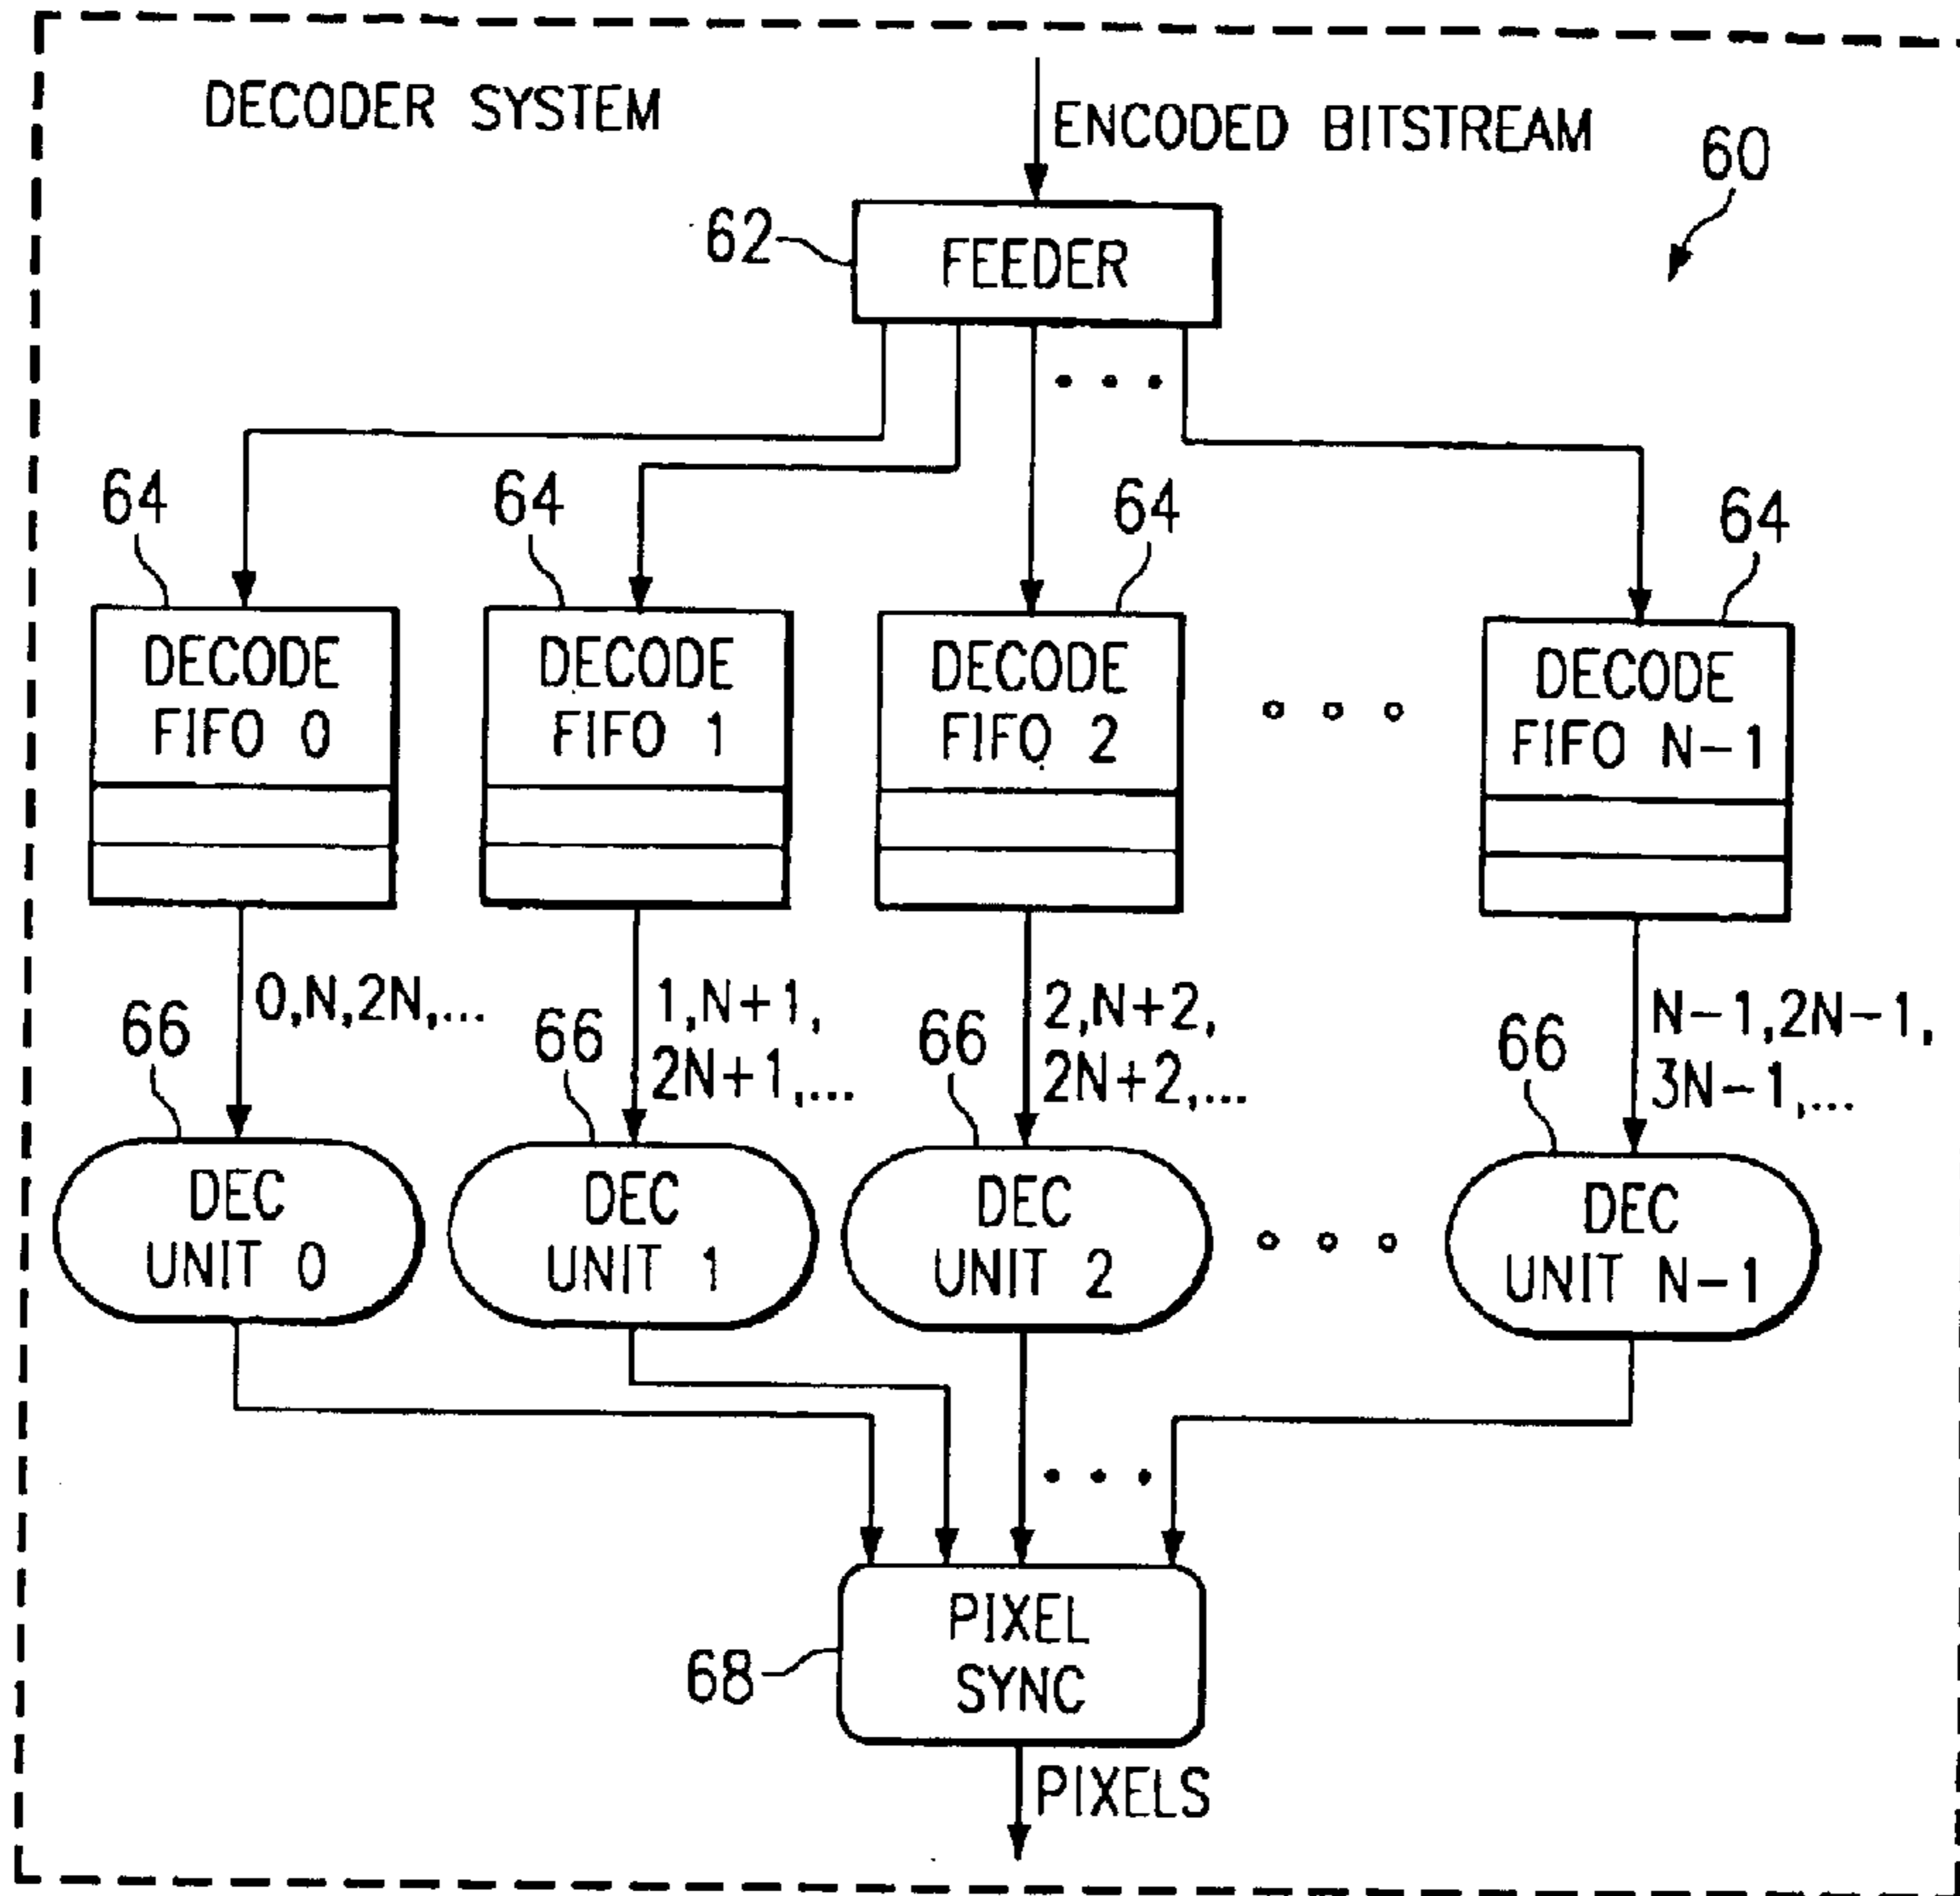 DECODER SYSTEM
ENCODED BITSTREAM
60
62
FEEDER
64
64
64
64
DECODE
FIFO 0
DECODE
FIFO 1
DECODE
FIFO 2
DECODE
FIFO N-1
66
0,N,2N,...
66
1,N+1,
2N+1,...
66
2,N+2,
2N+2,...
66
N-1,2N-1,
3N-1,...
DEC
UNIT 0
DEC
UNIT 1
DEC
UNIT 2
DEC
UNIT N-1
68
PIXEL
SYNC
PIXELS